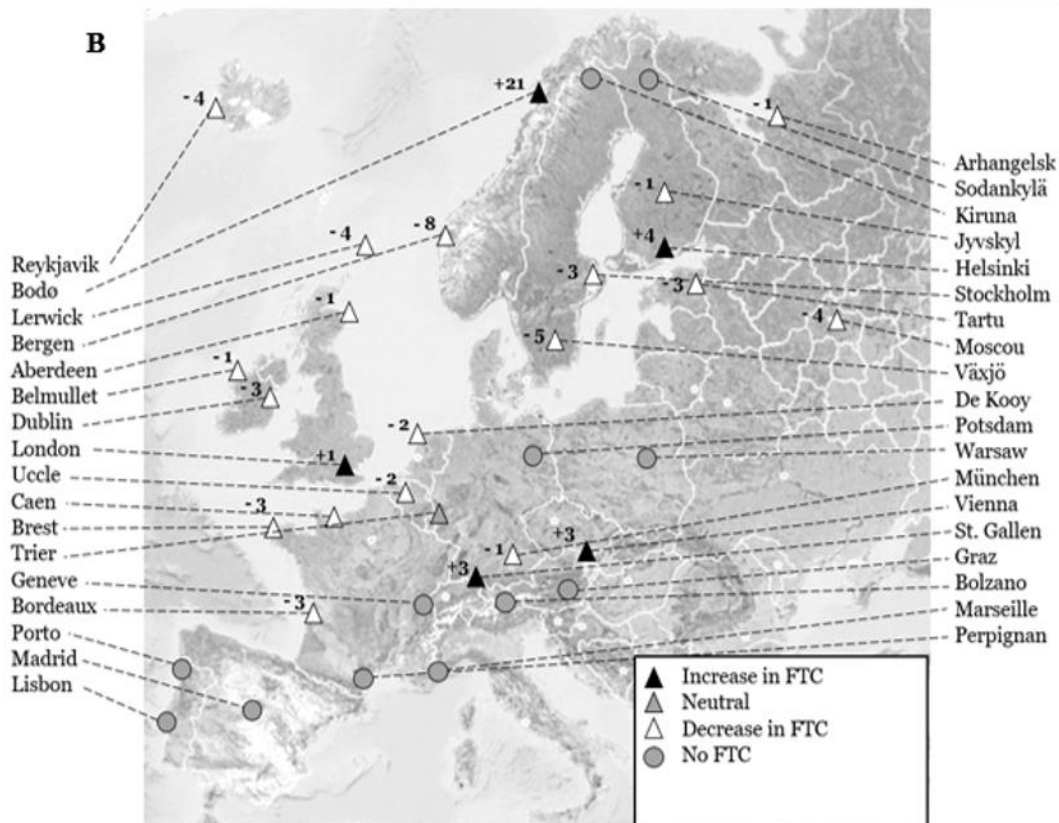 B
- 4
+21
- 1
- 1
+4
- 4
- 8
- 3
- 3
- 4
- 1
- 5
- 1
- 3
- 2
+1
- 2
- 3
- 1
+3
+3
- 3
Reykjavik
Bodø
Lerwick
Bergen
Aberdeen
Belmullet
Dublin
London
Uccle
Caen
Brest
Trier
Geneve
Bordeaux
Porto
Madrid
Lisbon
Arhangelsk
Sodankylä
Kiruna
Jyvskyl
Helsinki
Stockholm
Tartu
Moscou
Växjö
De Kooy
Potsdam
Warsaw
München
Vienna
St. Gallen
Graz
Bolzano
Marseille
Perpignan
Increase in FTC
Neutral
Decrease in FTC
No FTC